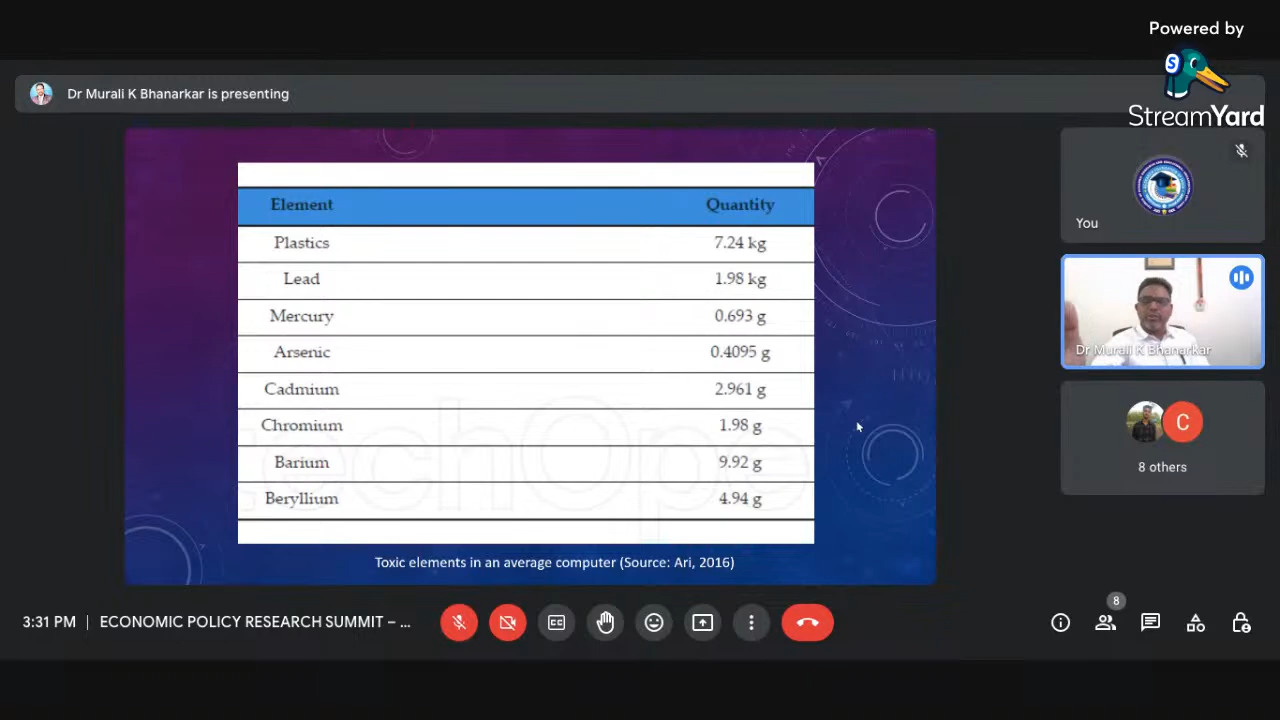 Powered by
StreamYard
Dr Murali K Bhanarkar is presenting
Element Quantity
Plastics 7.24 kg
Lead 1.98 kg
Mercury 0.693 g
Arsenic 0.4095 g
Cadmium 2.961 g
Chromium 1.98 g
Barium 9.92 g
Beryllium 4.94 g
techOpe
Toxic elements in an average computer (Source: Ari, 2016)
You
Dr Murali K Bhanarkar
C
8 others
3:31 PM | ECONOMIC POLICY RESEARCH SUMMIT – ...
CC
8